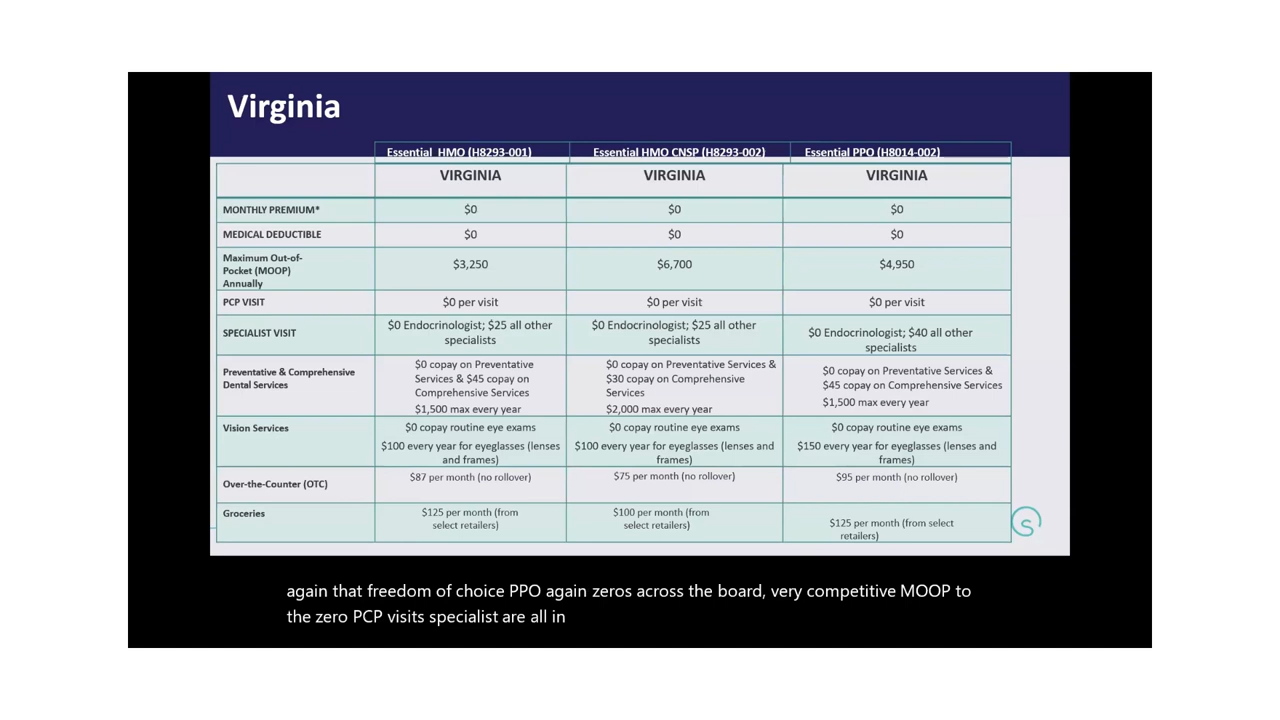 Virginia
Essential HMO (H8293-001) Essential HMO CNSP (H8293-002) Essential PPO (H8014-002)
VIRGINIA VIRGINIA VIRGINIA
MONTHLY PREMIUM* $0 $0 $0
MEDICAL DEDUCTIBLE $0 $0 $0
Maximum Out-of-
Pocket (MOOP)
Annually
$3,250 $6,700 $4,950
PCP VISIT $0 per visit $0 per visit $0 per visit
SPECIALIST VISIT
$0 Endocrinologist; $25 all other
specialists
$0 Endocrinologist; $25 all other
specialists
$0 Endocrinologist; $40 all other
specialists
Preventative & Comprehensive
Dental Services
$0 copay on Preventative
Services & $45 copay on
Comprehensive Services
$1,500 max every year
$0 copay on Preventative Services &
$30 copay on Comprehensive
Services
$2,000 max every year
$0 copay on Preventative Services &
$45 copay on Comprehensive Services
$1,500 max every year
Vision Services
$0 copay routine eye exams
$100 every year for eyeglasses (lenses
and frames)
$0 copay routine eye exams
$100 every year for eyeglasses (lenses and
frames)
$0 copay routine eye exams
$150 every year for eyeglasses (lenses and
frames)
Over-the-Counter (OTC)
$87 per month (no rollover) $75 per month (no rollover) $95 per month (no rollover)
Groceries
$125 per month (from
select retailers)
$100 per month (from
select retailers)
$125 per month (from select
retailers)
again that freedom of choice PPO again zeros across the board, very competitive MOOP to
the zero PCP visits specialist are all in